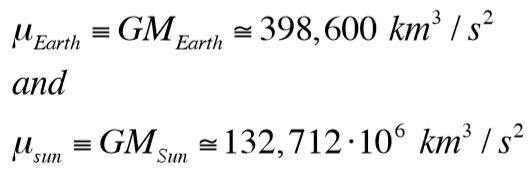 μ_Earth ≡ GM_Earth ≅ 398,600 km³ / s²
and
μ_sun ≡ GM_Sun ≅ 132,712·10⁶ km³ / s²